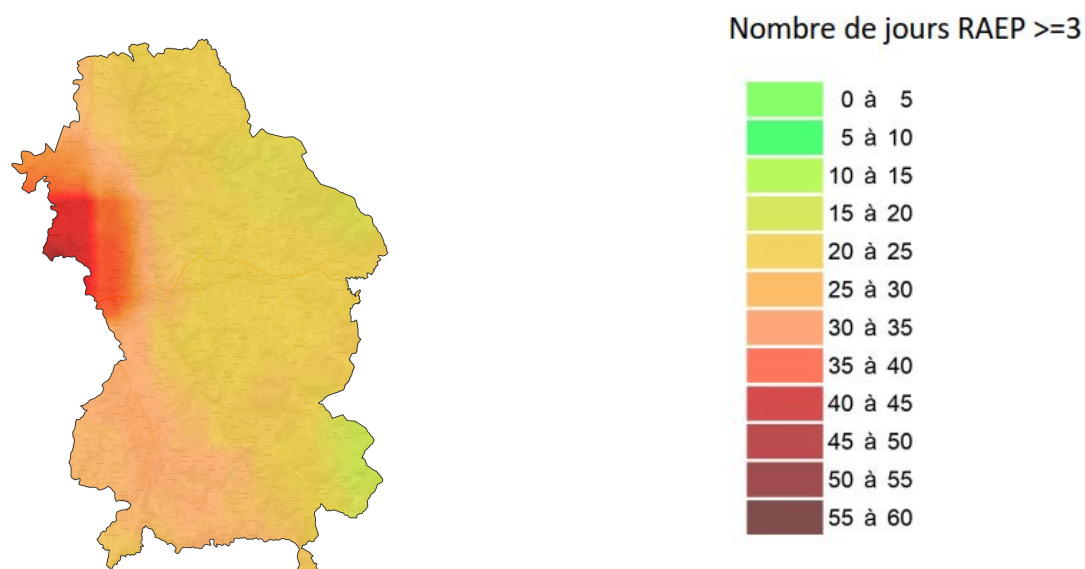 Nombre de jours RAEP >=3
0 à 5
5 à 10
10 à 15
15 à 20
20 à 25
25 à 30
30 à 35
35 à 40
40 à 45
45 à 50
50 à 55
55 à 60